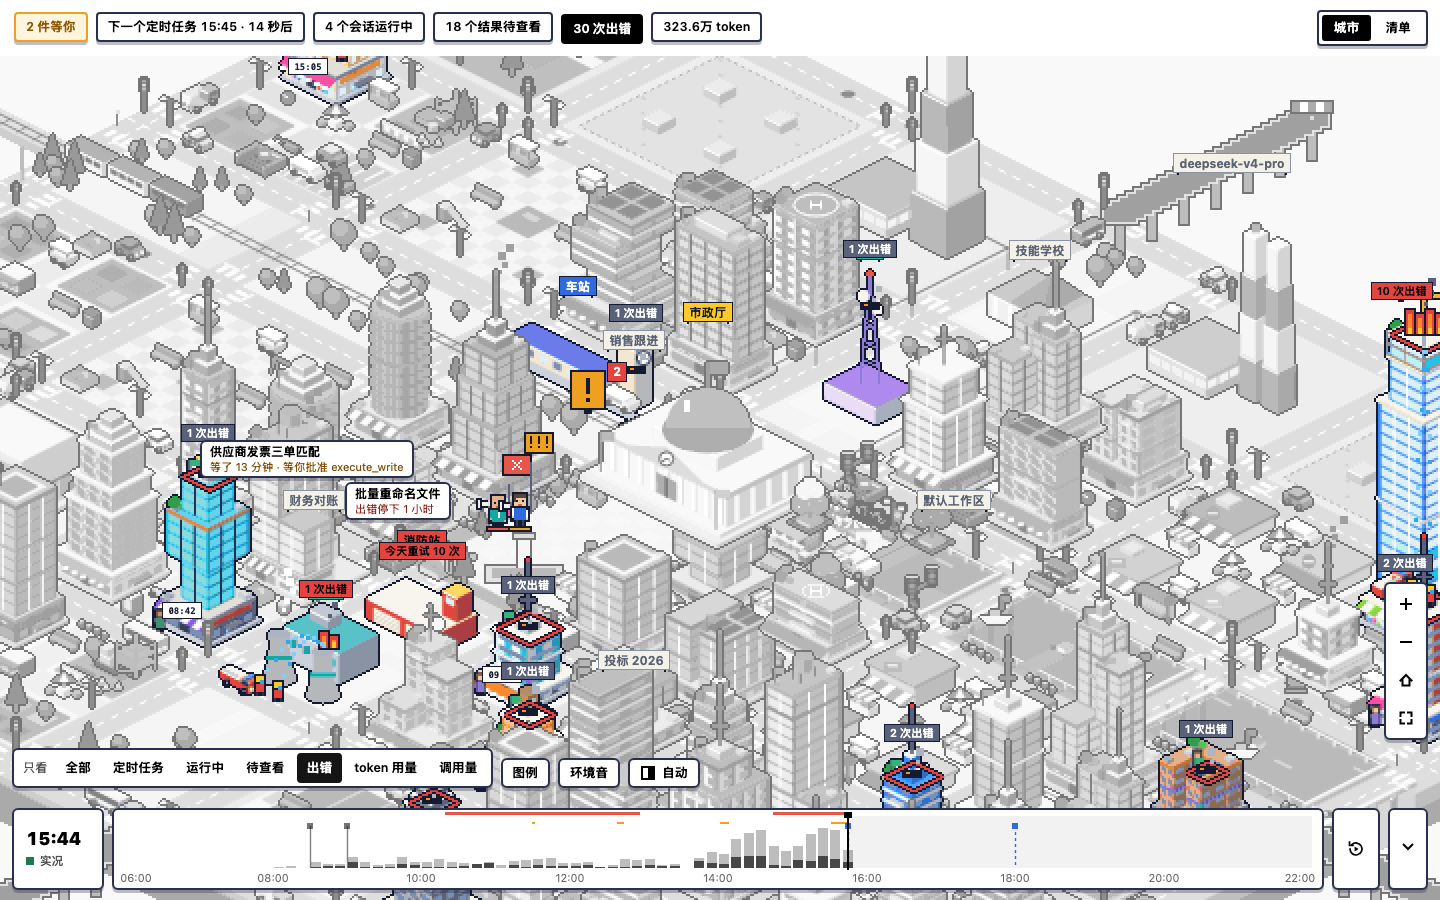 2 件等你
下一个定时任务 15:45 · 14 秒后
4 个会话运行中
18 个结果待查看
30 次出错
323.6万 token
城市
清单
15:05
deepseek-v4-pro
1 次出错
技能学校
车站
10 次出错
1 次出错
市政厅
销售跟进
2
!
1 次出错
!!!
供应商发票三单匹配
等了 13 分钟 · 等你批准 execute_write
财务对账
批量重命名文件
出错停下 1 小时
默认工作区
消防站
今天重试 10 次
2 次出错
1 次出错
1 次出错
08:42
投标 2026
09
1 次出错
2 次出错
1 次出错
只看
全部
定时任务
运行中
待查看
出错
token 用量
调用量
图例
环境音
自动
15:44
实况
06:00
08:00
10:00
12:00
14:00
16:00
18:00
20:00
22:00